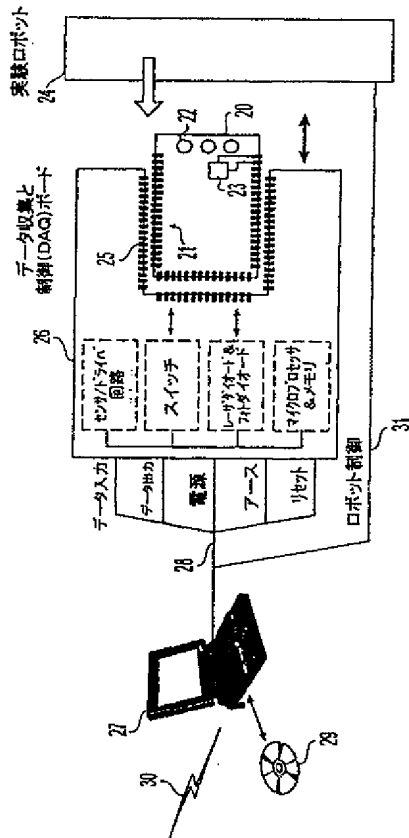 実験ロボット
24
データ収集と
制御(DAQ)ボード
26
25
22
20
21
23
センサ/ドライバ
回路
スイッチ
レーザダイオード&
フォトダイオード
マイクロプロセッサ
&メモリ
データ入力
データ出力
電源
アース
リセット
ロボット制御
31
28
27
30
29